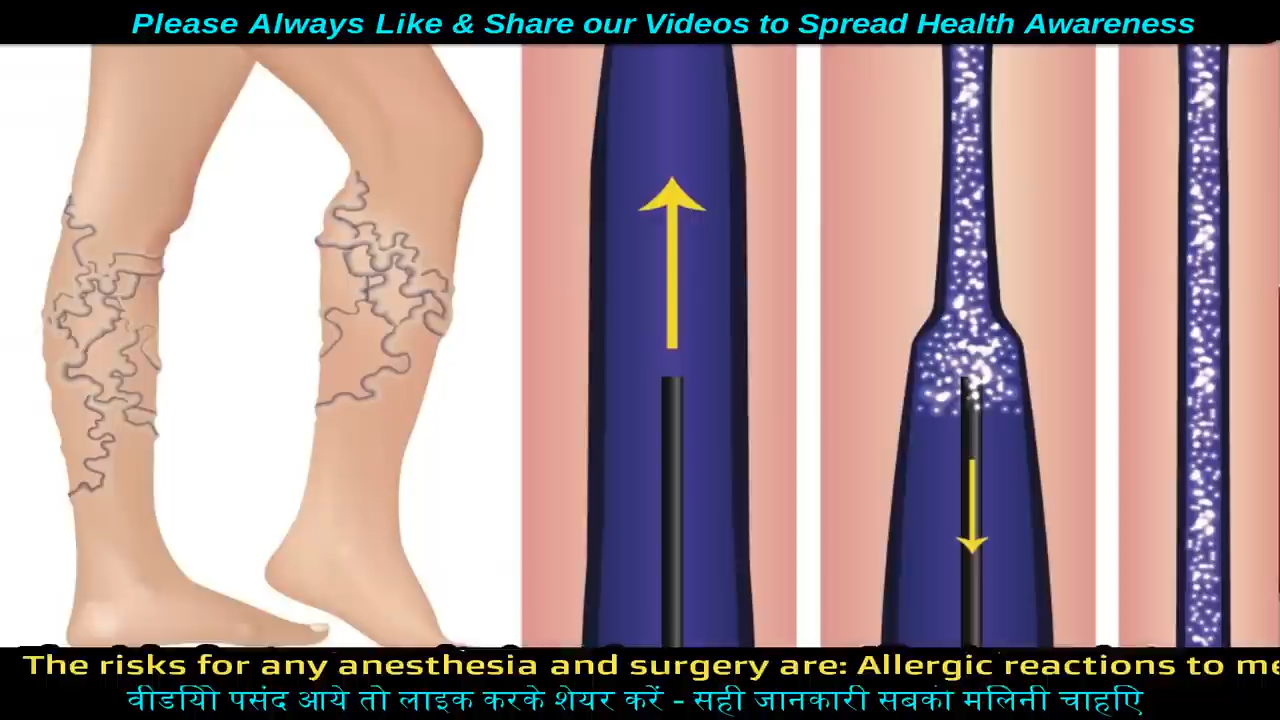 Please Always Like & Share our Videos to Spread Health Awareness
The risks for any anesthesia and surgery are: Allergic reactions to me
वीडियो पसंद आये तो लाइक करके शेयर करें - सही जानकारी सबको मिलनी चाहिए